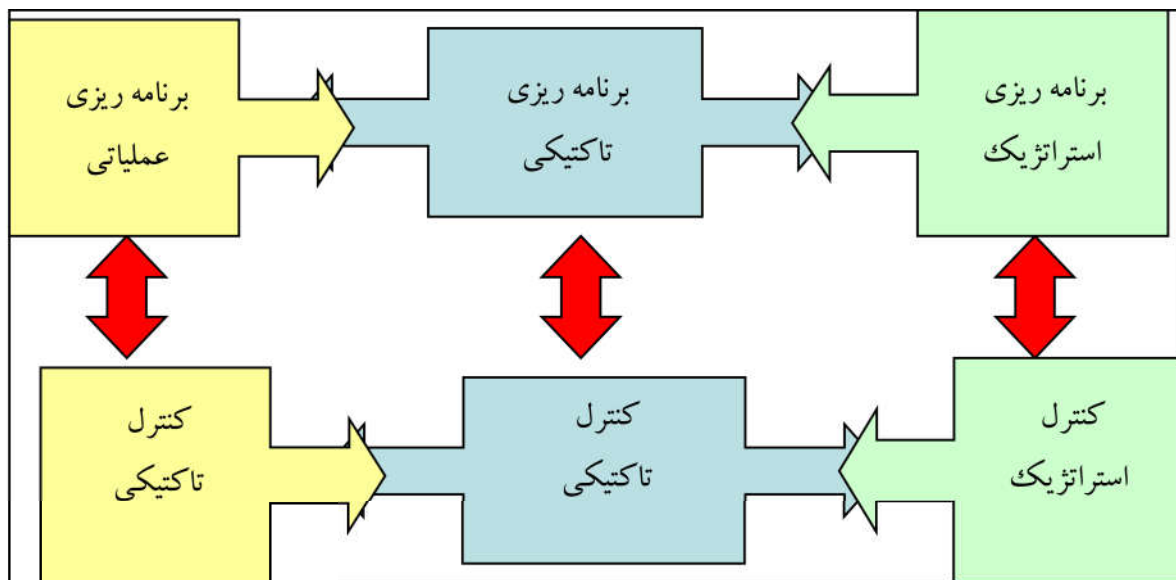 برنامه ریزی
استراتژیک
برنامه ریزی
تاکتیکی
برنامه ریزی
عملیاتی
کنترل
استراتژیک
کنترل
تاکتیکی
کنترل
تاکتیکی